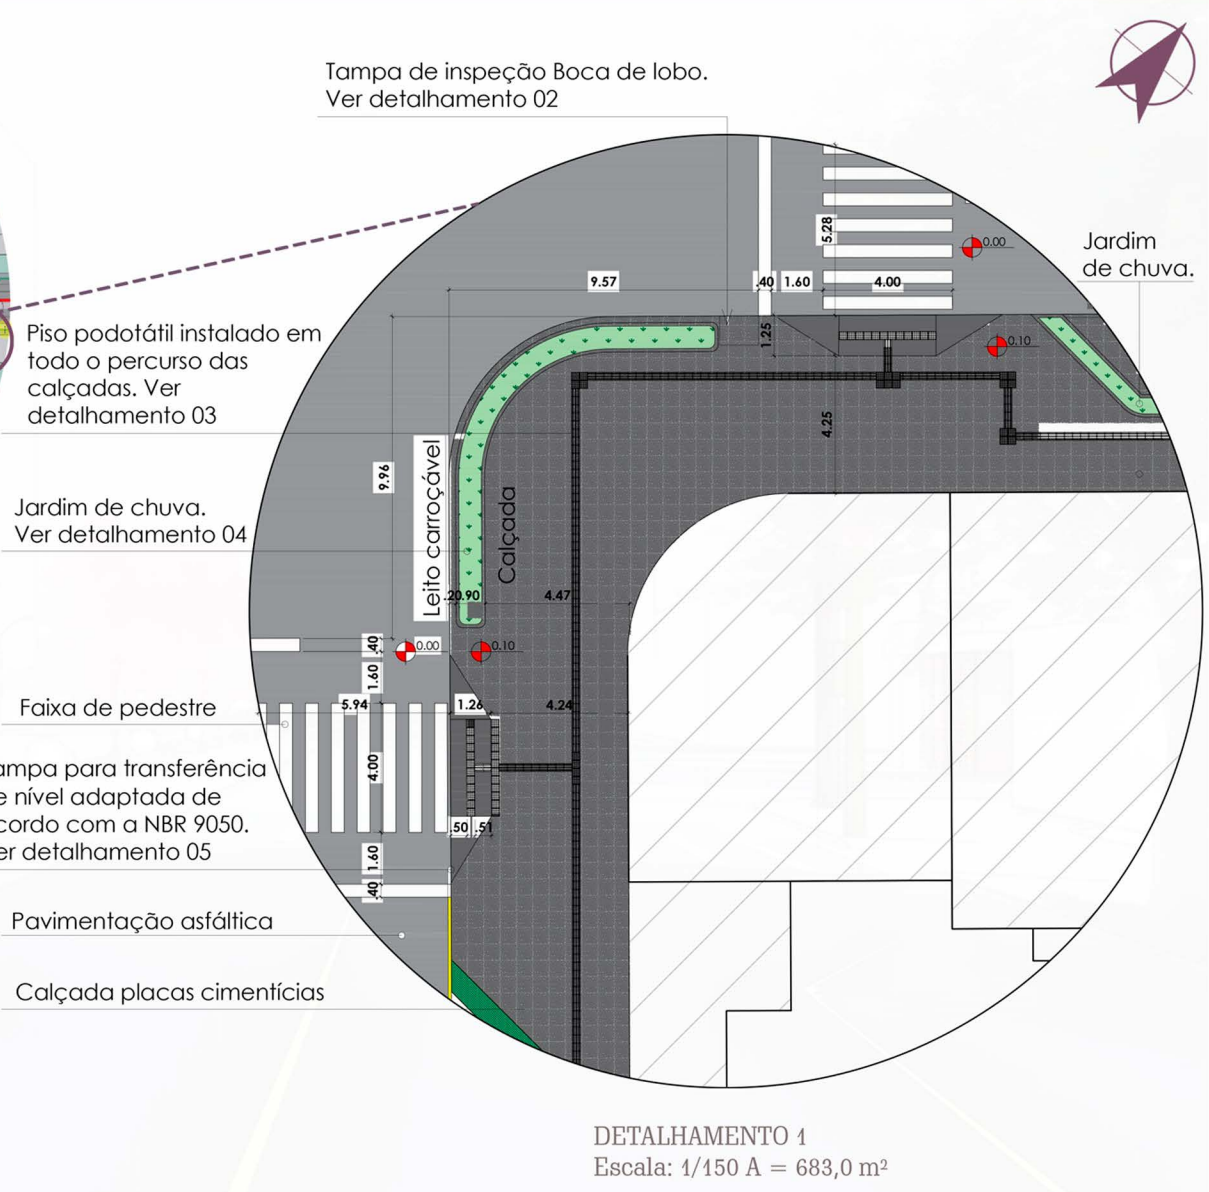 Tampa de inspeção Boca de lobo.
Ver detalhamento 02
Jardim
de chuva.
Piso podotátil instalado em
todo o percurso das
calçadas. Ver
detalhamento 03
Jardim de chuva.
Ver detalhamento 04
Faixa de pedestre
ampa para transferência
e nível adaptada de
cordo com a NBR 9050.
er detalhamento 05
Pavimentação asfáltica
Calçada placas cimentícias
5.28
0.00
9.57
.40
1.60
4.00
1.25
0.10
4.25
9.96
Leito carroçável
Calçada
.20
.90
4.47
.40
0.00
0.10
1.60
5.94
1.26
4.24
4.00
.50
.51
1.60
.40
DETALHAMENTO 1
Escala: 1/150 A = 683,0 m²